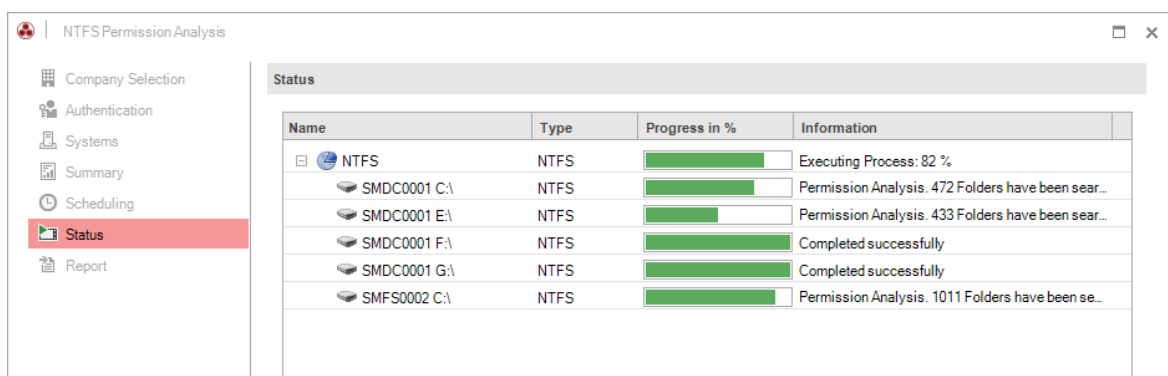 NTFS Permission Analysis
Company Selection
Authentication
Systems
Summary
Scheduling
Status
Report
Status
Name Type Progress in % Information
NTFS NTFS Executing Process: 82 %
SMDC0001 C:\ NTFS Permission Analysis. 472 Folders have been sear...
SMDC0001 E:\ NTFS Permission Analysis. 433 Folders have been sear...
SMDC0001 F:\ NTFS Completed successfully
SMDC0001 G:\ NTFS Completed successfully
SMFS0002 C:\ NTFS Permission Analysis. 1011 Folders have been se...